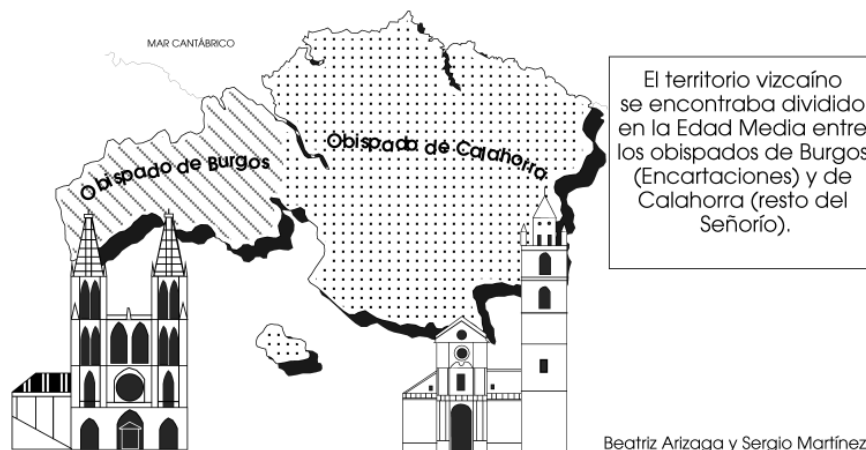 MAR CANTÁBRICO
Obispado de Burgos
Obispado de Calahorra
El territorio vizcaíno
se encontraba dividido
en la Edad Media entre
los obispados de Burgos
(Encartaciones) y de
Calahorra (resto del
Señorío).
Beatriz Arizaga y Sergio Martínez